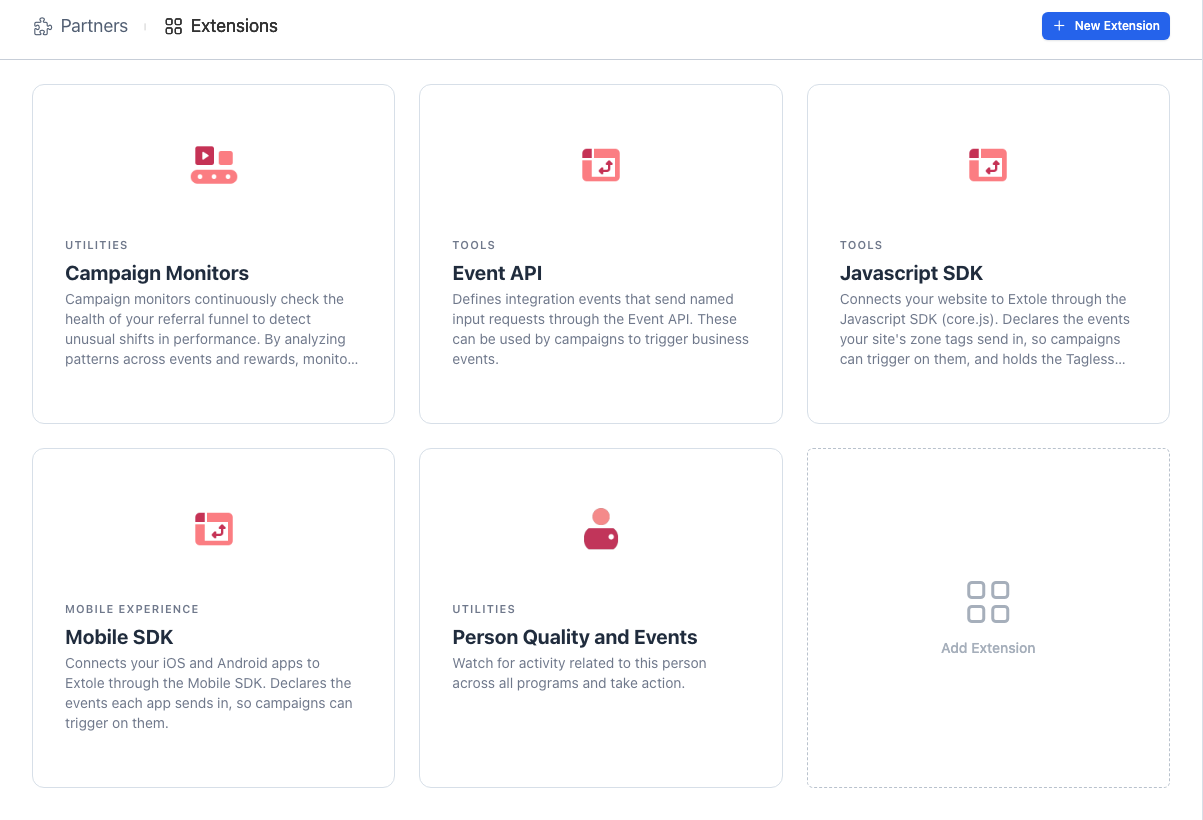 Partners
Extensions
New Extension
UTILITIES
Campaign Monitors
Campaign monitors continuously check the
health of your referral funnel to detect
unusual shifts in performance. By analyzing
patterns across events and rewards, monito...
TOOLS
Event API
Defines integration events that send named
input requests through the Event API. These
can be used by campaigns to trigger business
events.
TOOLS
Javascript SDK
Connects your website to Extole through the
Javascript SDK (core.js). Declares the events
your site's zone tags send in, so campaigns
can trigger on them, and holds the Tagless...
MOBILE EXPERIENCE
Mobile SDK
Connects your iOS and Android apps to
Extole through the Mobile SDK. Declares the
events each app sends in, so campaigns can
trigger on them.
UTILITIES
Person Quality and Events
Watch for activity related to this person
across all programs and take action.
Add Extension